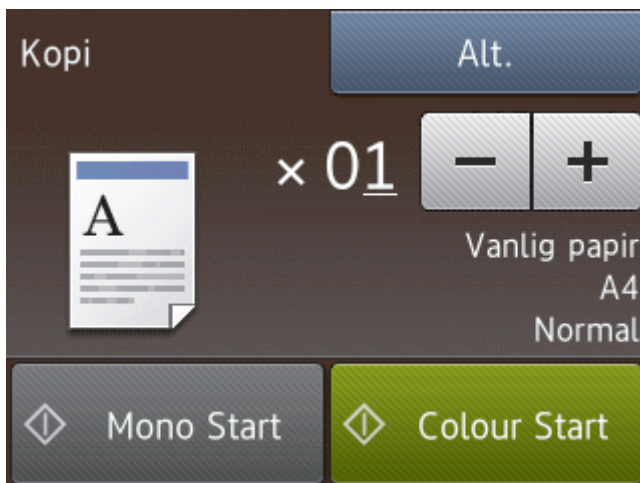 Kopi
Alt.
× 01
− +
A
Vanlig papir
A4
Normal
Mono Start
Colour Start